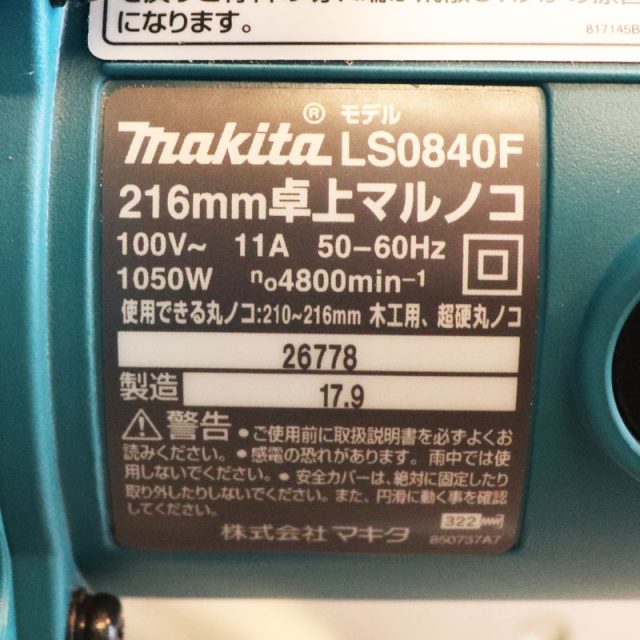 になります。
817145B
モデル
makita® LS0840F
216mm卓上マルノコ
100V~ 11A 50-60Hz
1050W n₀4800min⁻¹
使用できる丸ノコ:210~216mm 木工用、超硬丸ノコ
26778
製造 17.9
警告 ●ご使用前に取扱説明書を必ずよくお
読みください。 ●感電の恐れがあります。雨中では使
用しないでください。 ●安全カバーは、絶対に固定したり
取り外したりしないでください。また、円滑に動く事を確認
してください。
322
株式会社マキタ 850737A7